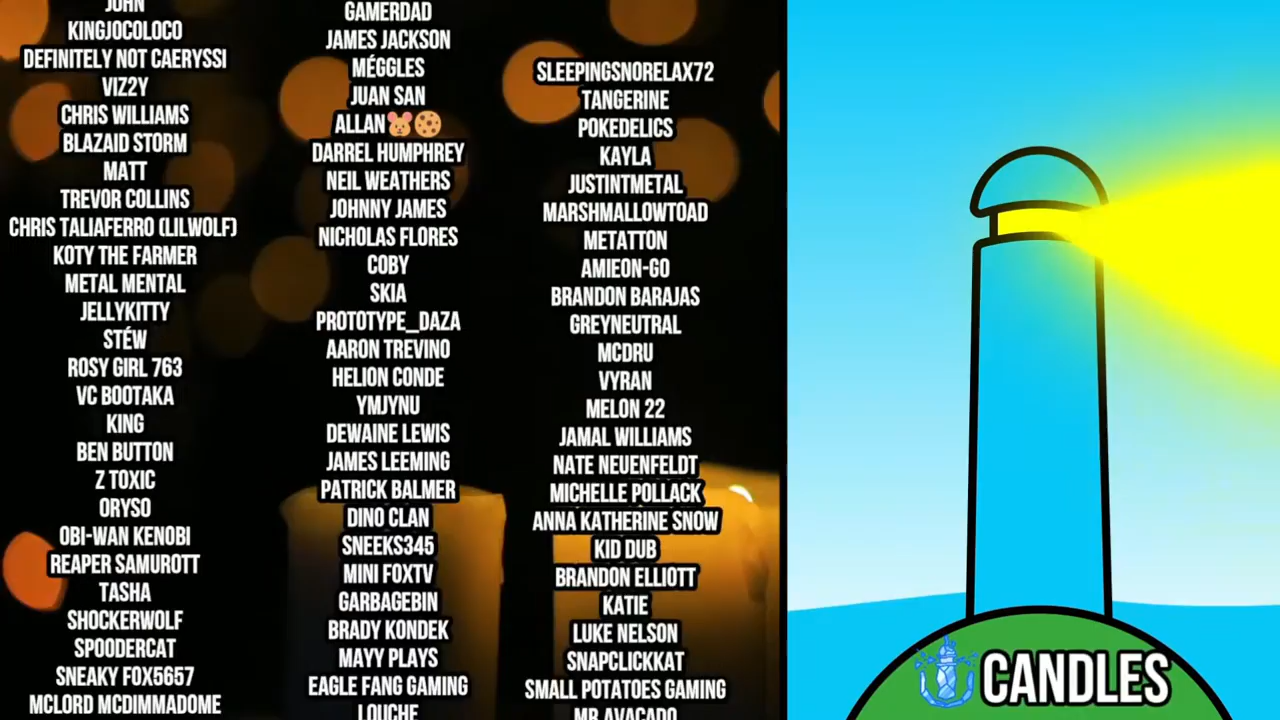 JOHN
KINGJOCOLOCO
DEFINITELY NOT CAERYSSI
VIZ2Y
CHRIS WILLIAMS
BLAZAID STORM
MATT
TREVOR COLLINS
CHRIS TALIAFERRO (LILWOLF)
KOTY THE FARMER
METAL MENTAL
JELLYKITTY
STÉW
ROSY GIRL 763
VC BOOTAKA
KING
BEN BUTTON
Z TOXIC
ORYSO
OBI-WAN KENOBI
REAPER SAMUROTT
TASHA
SHOCKERWOLF
SPOODERCAT
SNEAKY FOX5657
MCLORD MCDIMMADOME
GAMERDAD
JAMES JACKSON
MÉGGLES
JUAN SAN
ALLAN🐹🍪
DARREL HUMPHREY
NEIL WEATHERS
JOHNNY JAMES
NICHOLAS FLORES
COBY
SKIA
PROTOTYPE_DAZA
AARON TREVINO
HELION CONDE
YMJYNU
DEWAINE LEWIS
JAMES LEEMING
PATRICK BALMER
DINO CLAN
SNEEKS345
MINI FOXTV
GARBAGEBIN
BRADY KONDEK
MAYY PLAYS
EAGLE FANG GAMING
LOUCHE
SLEEPINGSNORELAX72
TANGERINE
POKEDELICS
KAYLA
JUSTINTMETAL
MARSHMALLOWTOAD
METATTON
AMIEON-GO
BRANDON BARAJAS
GREYNEUTRAL
MCDRU
VYRAN
MELON 22
JAMAL WILLIAMS
NATE NEUENFELDT
MICHELLE POLLACK
ANNA KATHERINE SNOW
KID DUB
BRANDON ELLIOTT
KATIE
LUKE NELSON
SNAPCLICKKAT
SMALL POTATOES GAMING
MR AVACADO
CANDLES